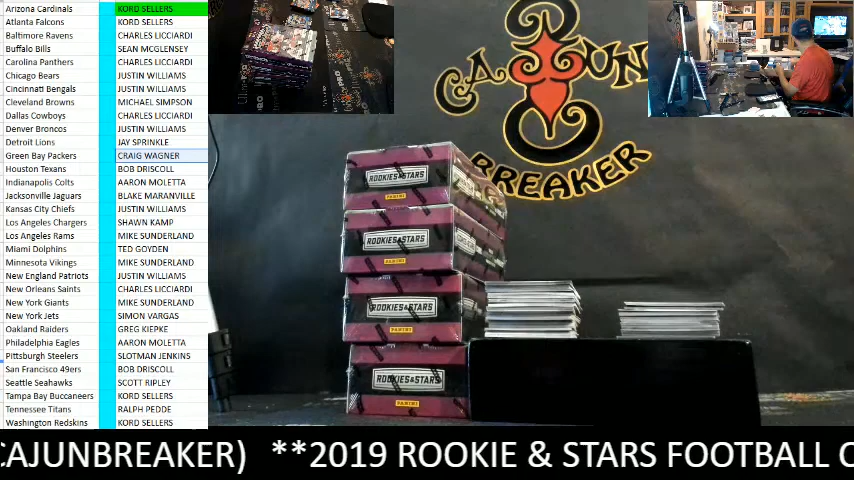 Arizona Cardinals KORD SELLERS
Atlanta Falcons KORD SELLERS
Baltimore Ravens CHARLES LICCIARDI
Buffalo Bills SEAN MCGLENSEY
Carolina Panthers CHARLES LICCIARDI
Chicago Bears JUSTIN WILLIAMS
Cincinnati Bengals JUSTIN WILLIAMS
Cleveland Browns MICHAEL SIMPSON
Dallas Cowboys CHARLES LICCIARDI
Denver Broncos JUSTIN WILLIAMS
Detroit Lions JAY SPRINKLE
Green Bay Packers CRAIG WAGNER
Houston Texans BOB DRISCOLL
Indianapolis Colts AARON MOLETTA
Jacksonville Jaguars BLAKE MARANVILLE
Kansas City Chiefs JUSTIN WILLIAMS
Los Angeles Chargers SHAWN KAMP
Los Angeles Rams MIKE SUNDERLAND
Miami Dolphins TED GOYDEN
Minnesota Vikings MIKE SUNDERLAND
New England Patriots JUSTIN WILLIAMS
New Orleans Saints CHARLES LICCIARDI
New York Giants MIKE SUNDERLAND
New York Jets SIMON VARGAS
Oakland Raiders GREG KIEPKE
Philadelphia Eagles AARON MOLETTA
Pittsburgh Steelers SLOTMAN JENKINS
San Francisco 49ers BOB DRISCOLL
Seattle Seahawks SCOTT RIPLEY
Tampa Bay Buccaneers KORD SELLERS
Tennessee Titans RALPH PEDDE
Washington Redskins KORD SELLERS
CAJUN
BREAKER
ROOKIES & STARS
PANINI
ROOKIES & STARS
PANINI
ROOKIES & STARS
PANINI
ROOKIES & STARS
PANINI
CAJUNBREAKER) **2019 ROOKIE & STARS FOOTBALL